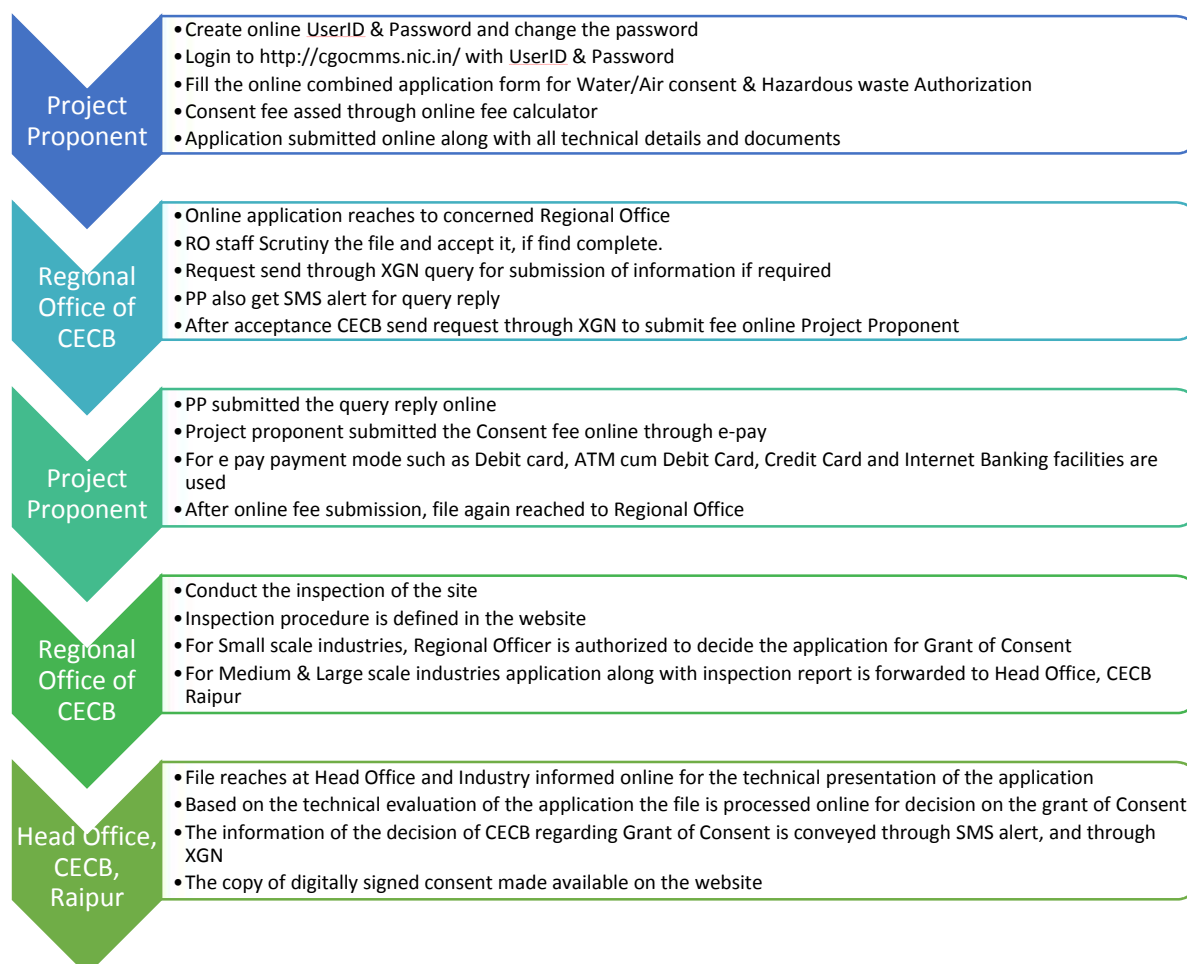 Project
Proponent
•Create online UserID & Password and change the password
•Login to http://cgocmms.nic.in/ with UserID & Password
•Fill the online combined application form for Water/Air consent & Hazardous waste Authorization
•Consent fee assed through online fee calculator
•Application submitted online along with all technical details and documents
Regional
Office of
CECB
•Online application reaches to concerned Regional Office
•RO staff Scrutiny the file and accept it, if find complete.
•Request send through XGN query for submission of information if required
•PP also get SMS alert for query reply
•After acceptance CECB send request through XGN to submit fee online Project Proponent
Project
Proponent
•PP submitted the query reply online
•Project proponent submitted the Consent fee online through e-pay
•For e pay payment mode such as Debit card, ATM cum Debit Card, Credit Card and Internet Banking facilities are
used
•After online fee submission, file again reached to Regional Office
Regional
Office of
CECB
•Conduct the inspection of the site
•Inspection procedure is defined in the website
•For Small scale industries, Regional Officer is authorized to decide the application for Grant of Consent
•For Medium & Large scale industries application along with inspection report is forwarded to Head Office, CECB
Raipur
Head Office,
CECB,
Raipur
•File reaches at Head Office and Industry informed online for the technical presentation of the application
•Based on the technical evaluation of the application the file is processed online for decision on the grant of Consent
•The information of the decision of CECB regarding Grant of Consent is conveyed through SMS alert, and through
XGN
•The copy of digitally signed consent made available on the website